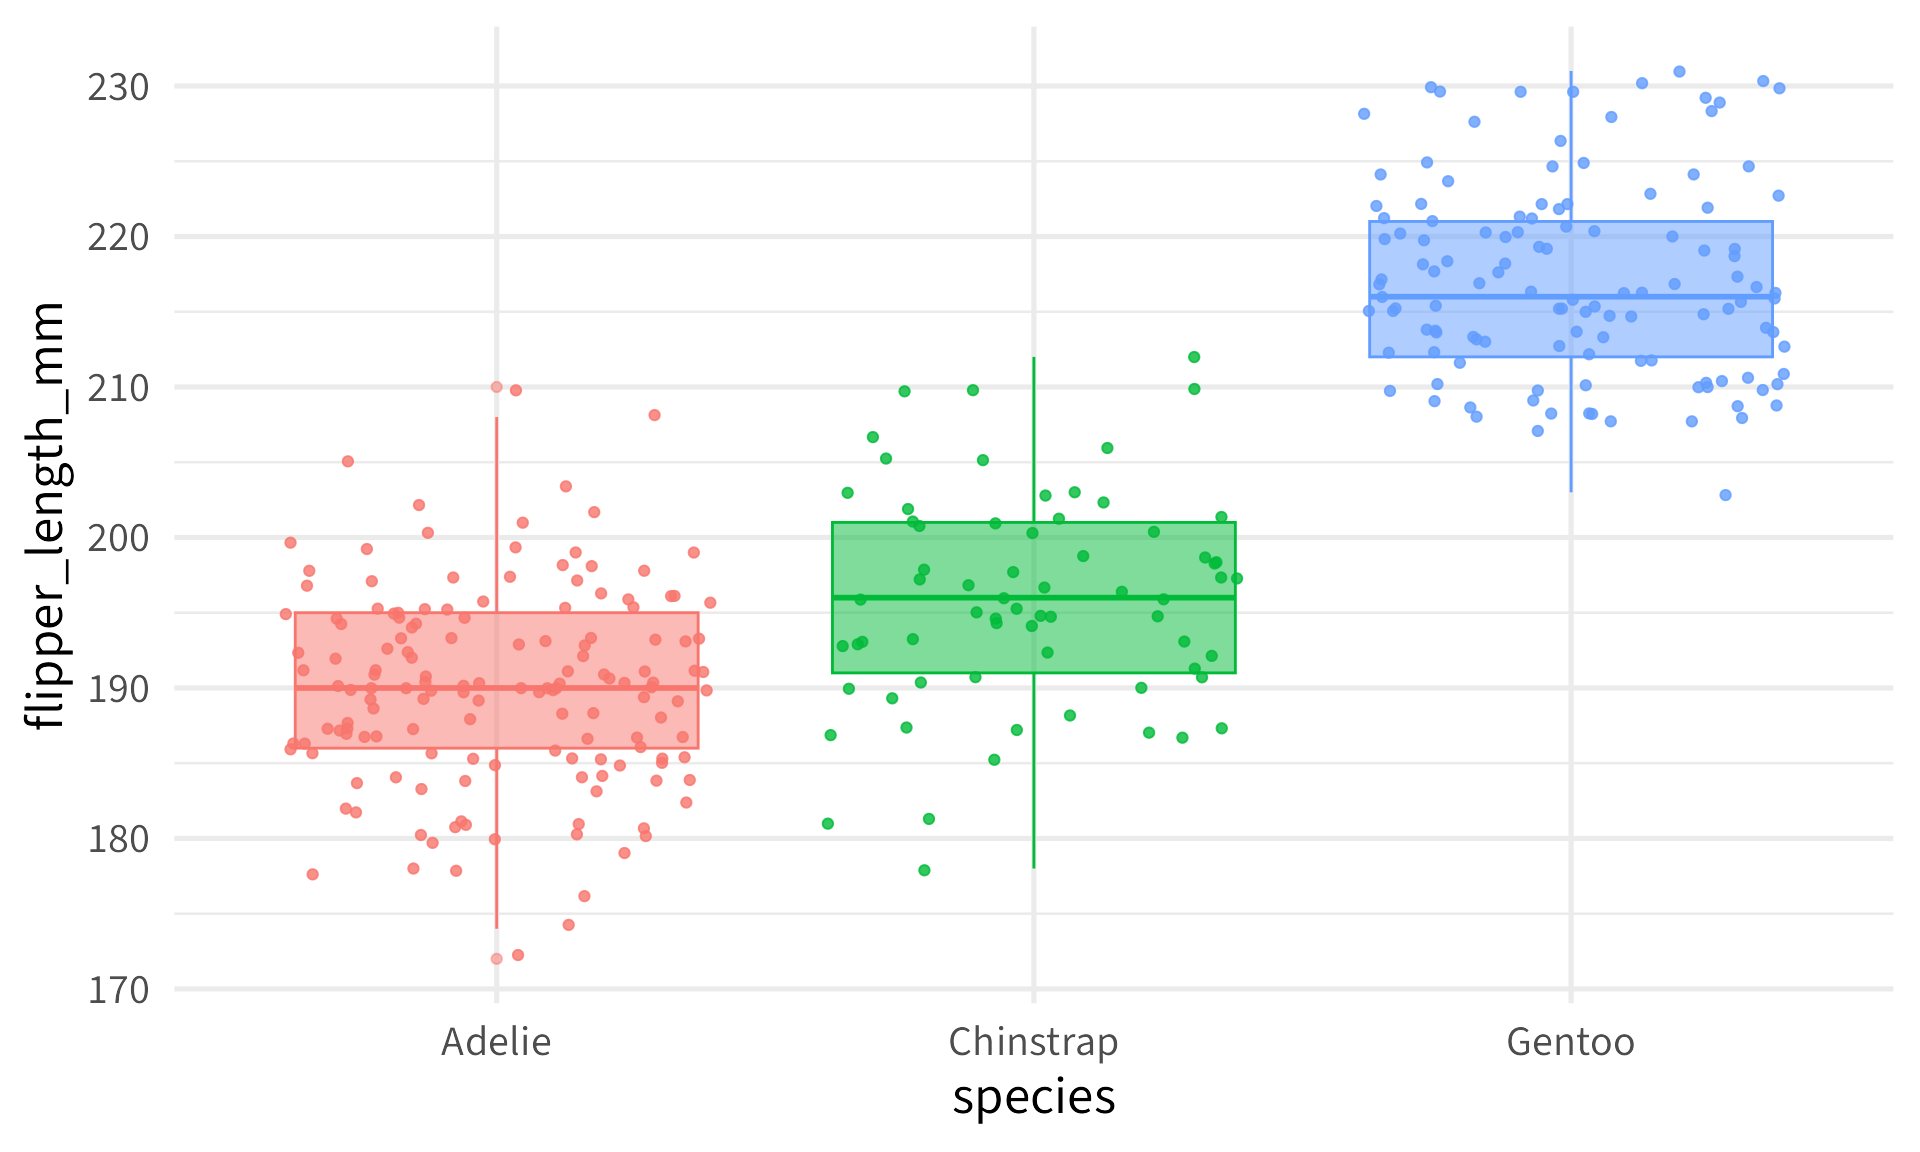 flipper_length_mm
230
220
210
200
190
180
170
Adelie
Chinstrap
Gentoo
species